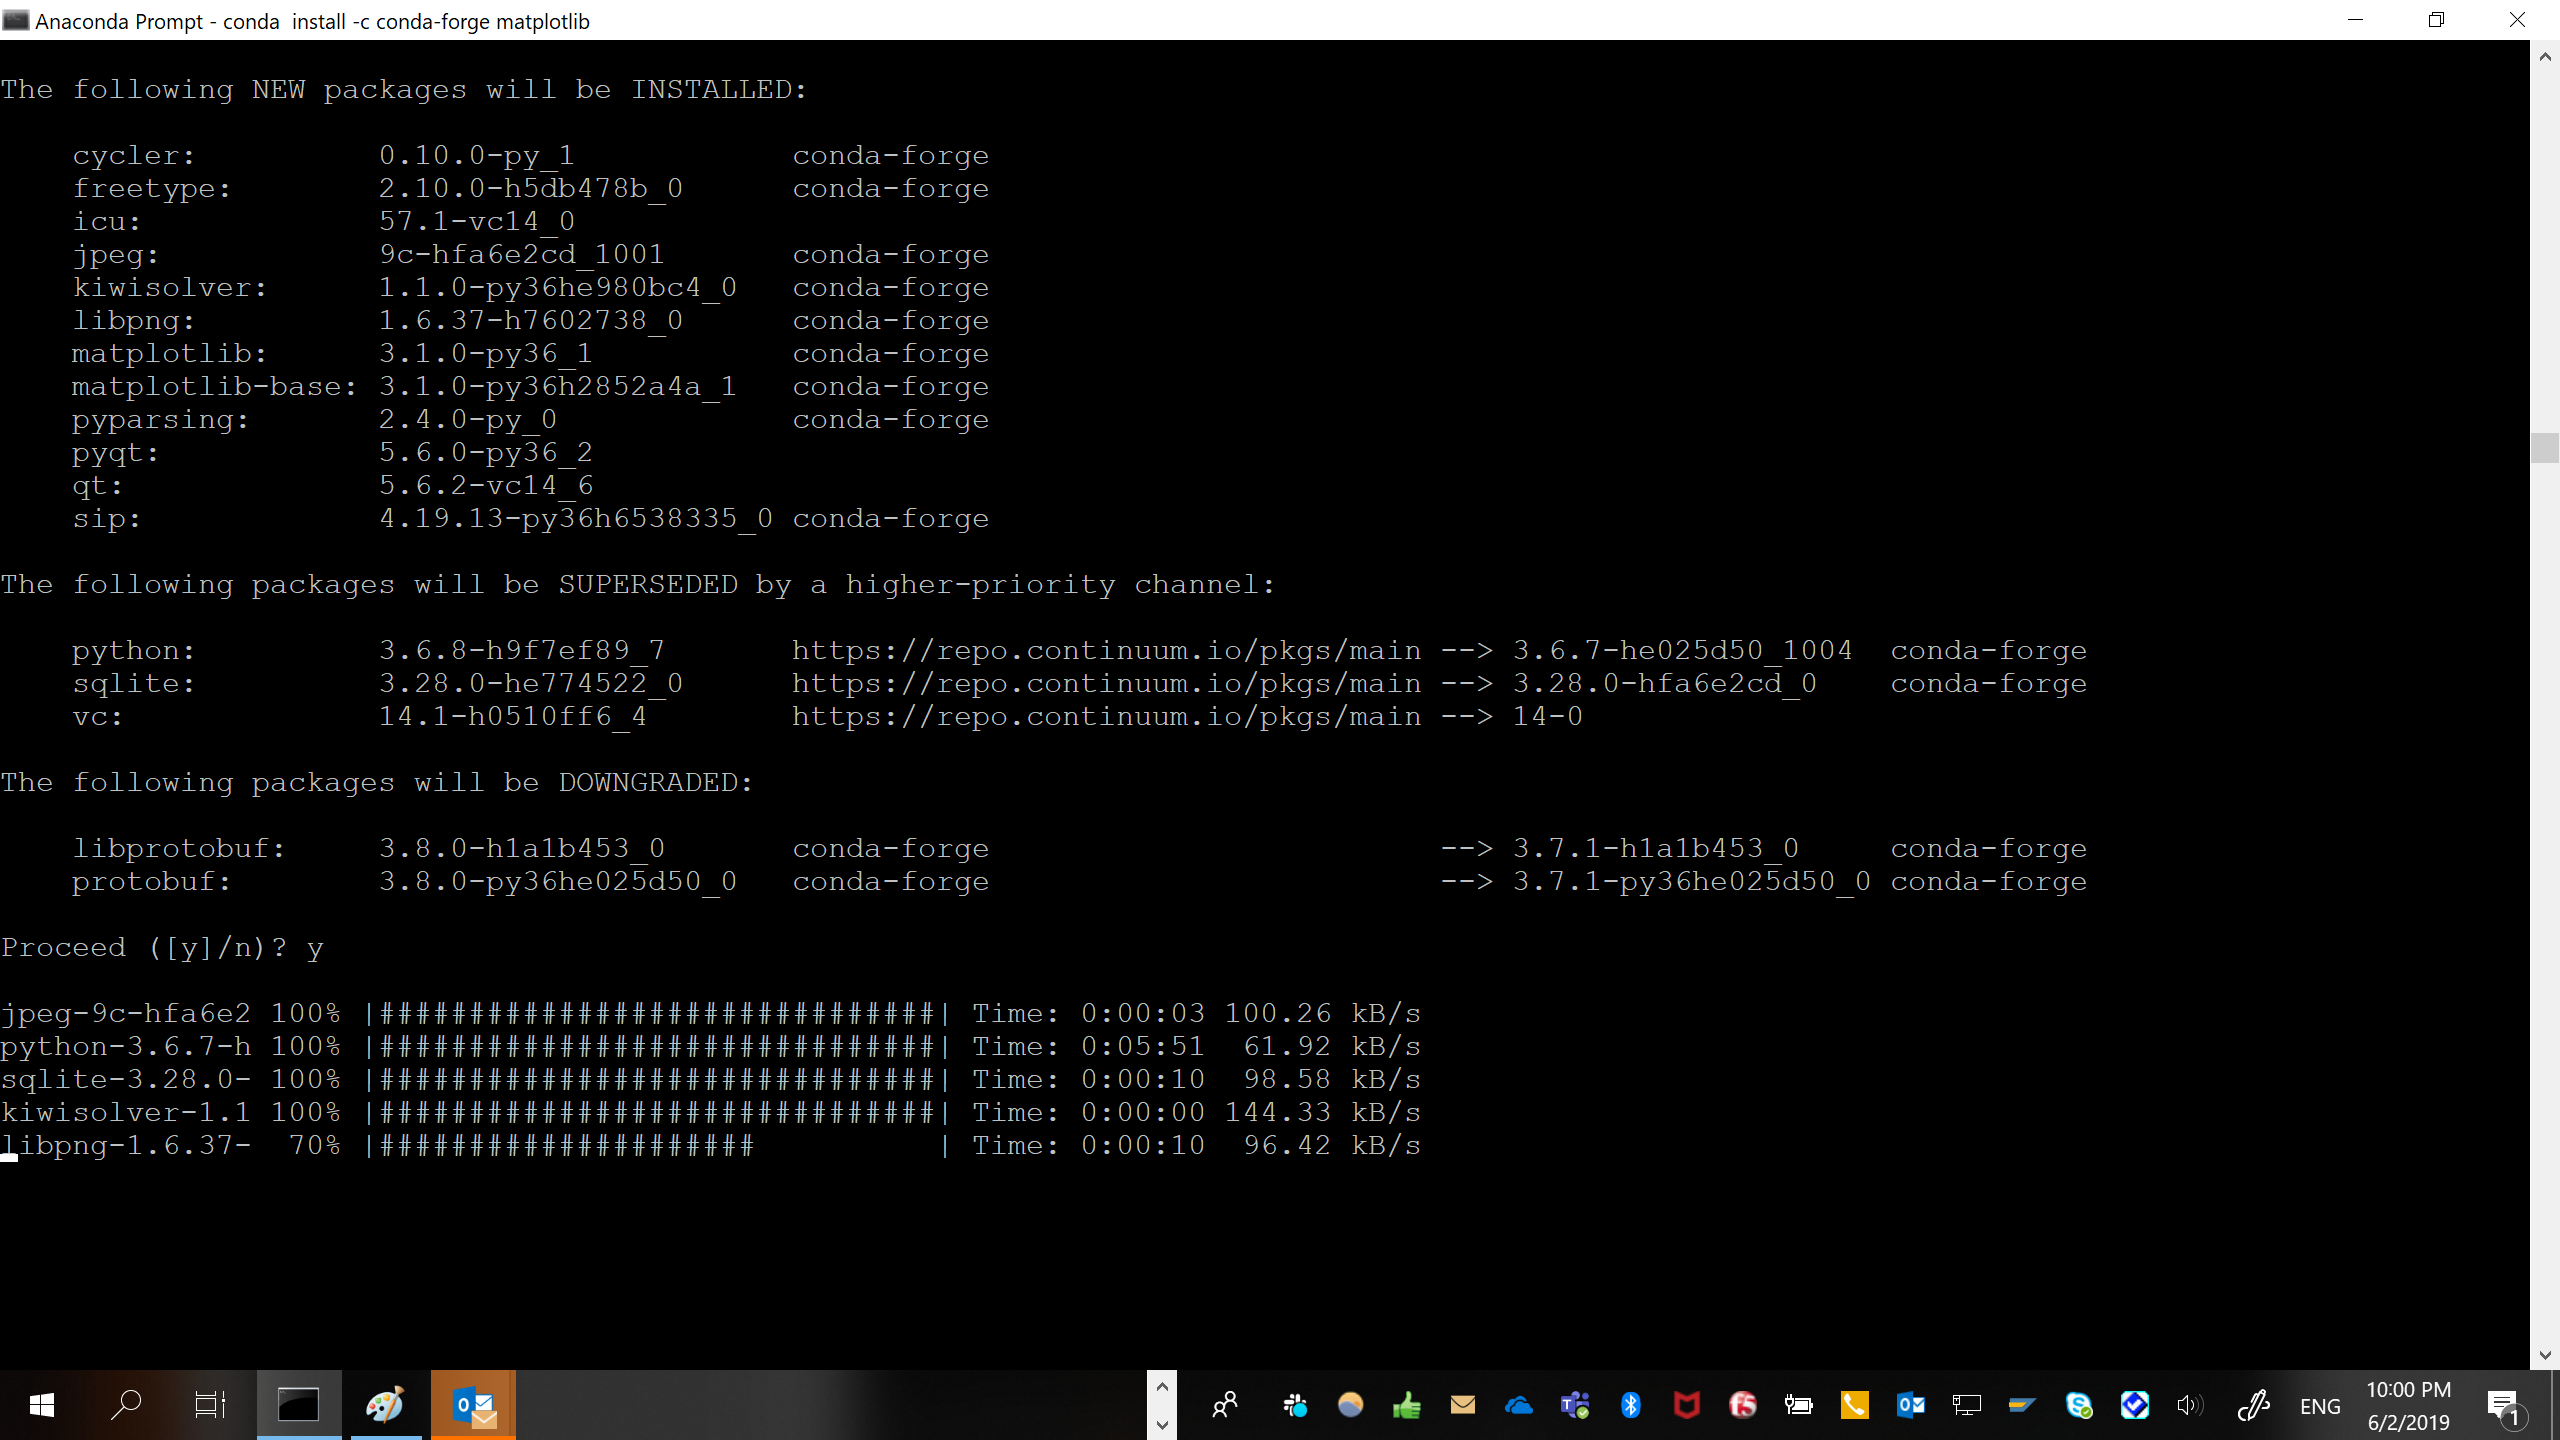 Anaconda Prompt - conda  install -c conda-forge matplotlib
The following NEW packages will be INSTALLED:
cycler: 0.10.0-py_1 conda-forge
freetype: 2.10.0-h5db478b_0 conda-forge
icu: 57.1-vc14_0
jpeg: 9c-hfa6e2cd_1001 conda-forge
kiwisolver: 1.1.0-py36he980bc4_0 conda-forge
libpng: 1.6.37-h7602738_0 conda-forge
matplotlib: 3.1.0-py36_1 conda-forge
matplotlib-base: 3.1.0-py36h2852a4a_1 conda-forge
pyparsing: 2.4.0-py_0 conda-forge
pyqt: 5.6.0-py36_2
qt: 5.6.2-vc14_6
sip: 4.19.13-py36h6538335_0 conda-forge
The following packages will be SUPERSEDED by a higher-priority channel:
python: 3.6.8-h9f7ef89_7 https://repo.continuum.io/pkgs/main --> 3.6.7-he025d50_1004 conda-forge
sqlite: 3.28.0-he774522_0 https://repo.continuum.io/pkgs/main --> 3.28.0-hfa6e2cd_0 conda-forge
vc: 14.1-h0510ff6_4 https://repo.continuum.io/pkgs/main --> 14-0
The following packages will be DOWNGRADED:
libprotobuf: 3.8.0-h1a1b453_0 conda-forge --> 3.7.1-h1a1b453_0 conda-forge
protobuf: 3.8.0-py36he025d50_0 conda-forge --> 3.7.1-py36he025d50_0 conda-forge
Proceed ([y]/n)? y
jpeg-9c-hfa6e2 100% |###############################| Time: 0:00:03 100.26 kB/s
python-3.6.7-h 100% |###############################| Time: 0:05:51  61.92 kB/s
sqlite-3.28.0- 100% |###############################| Time: 0:00:10  98.58 kB/s
kiwisolver-1.1 100% |###############################| Time: 0:00:00 144.33 kB/s
libpng-1.6.37-  70% |#####################          | Time: 0:00:10  96.42 kB/s
ENG
10:00 PM
6/2/2019
1